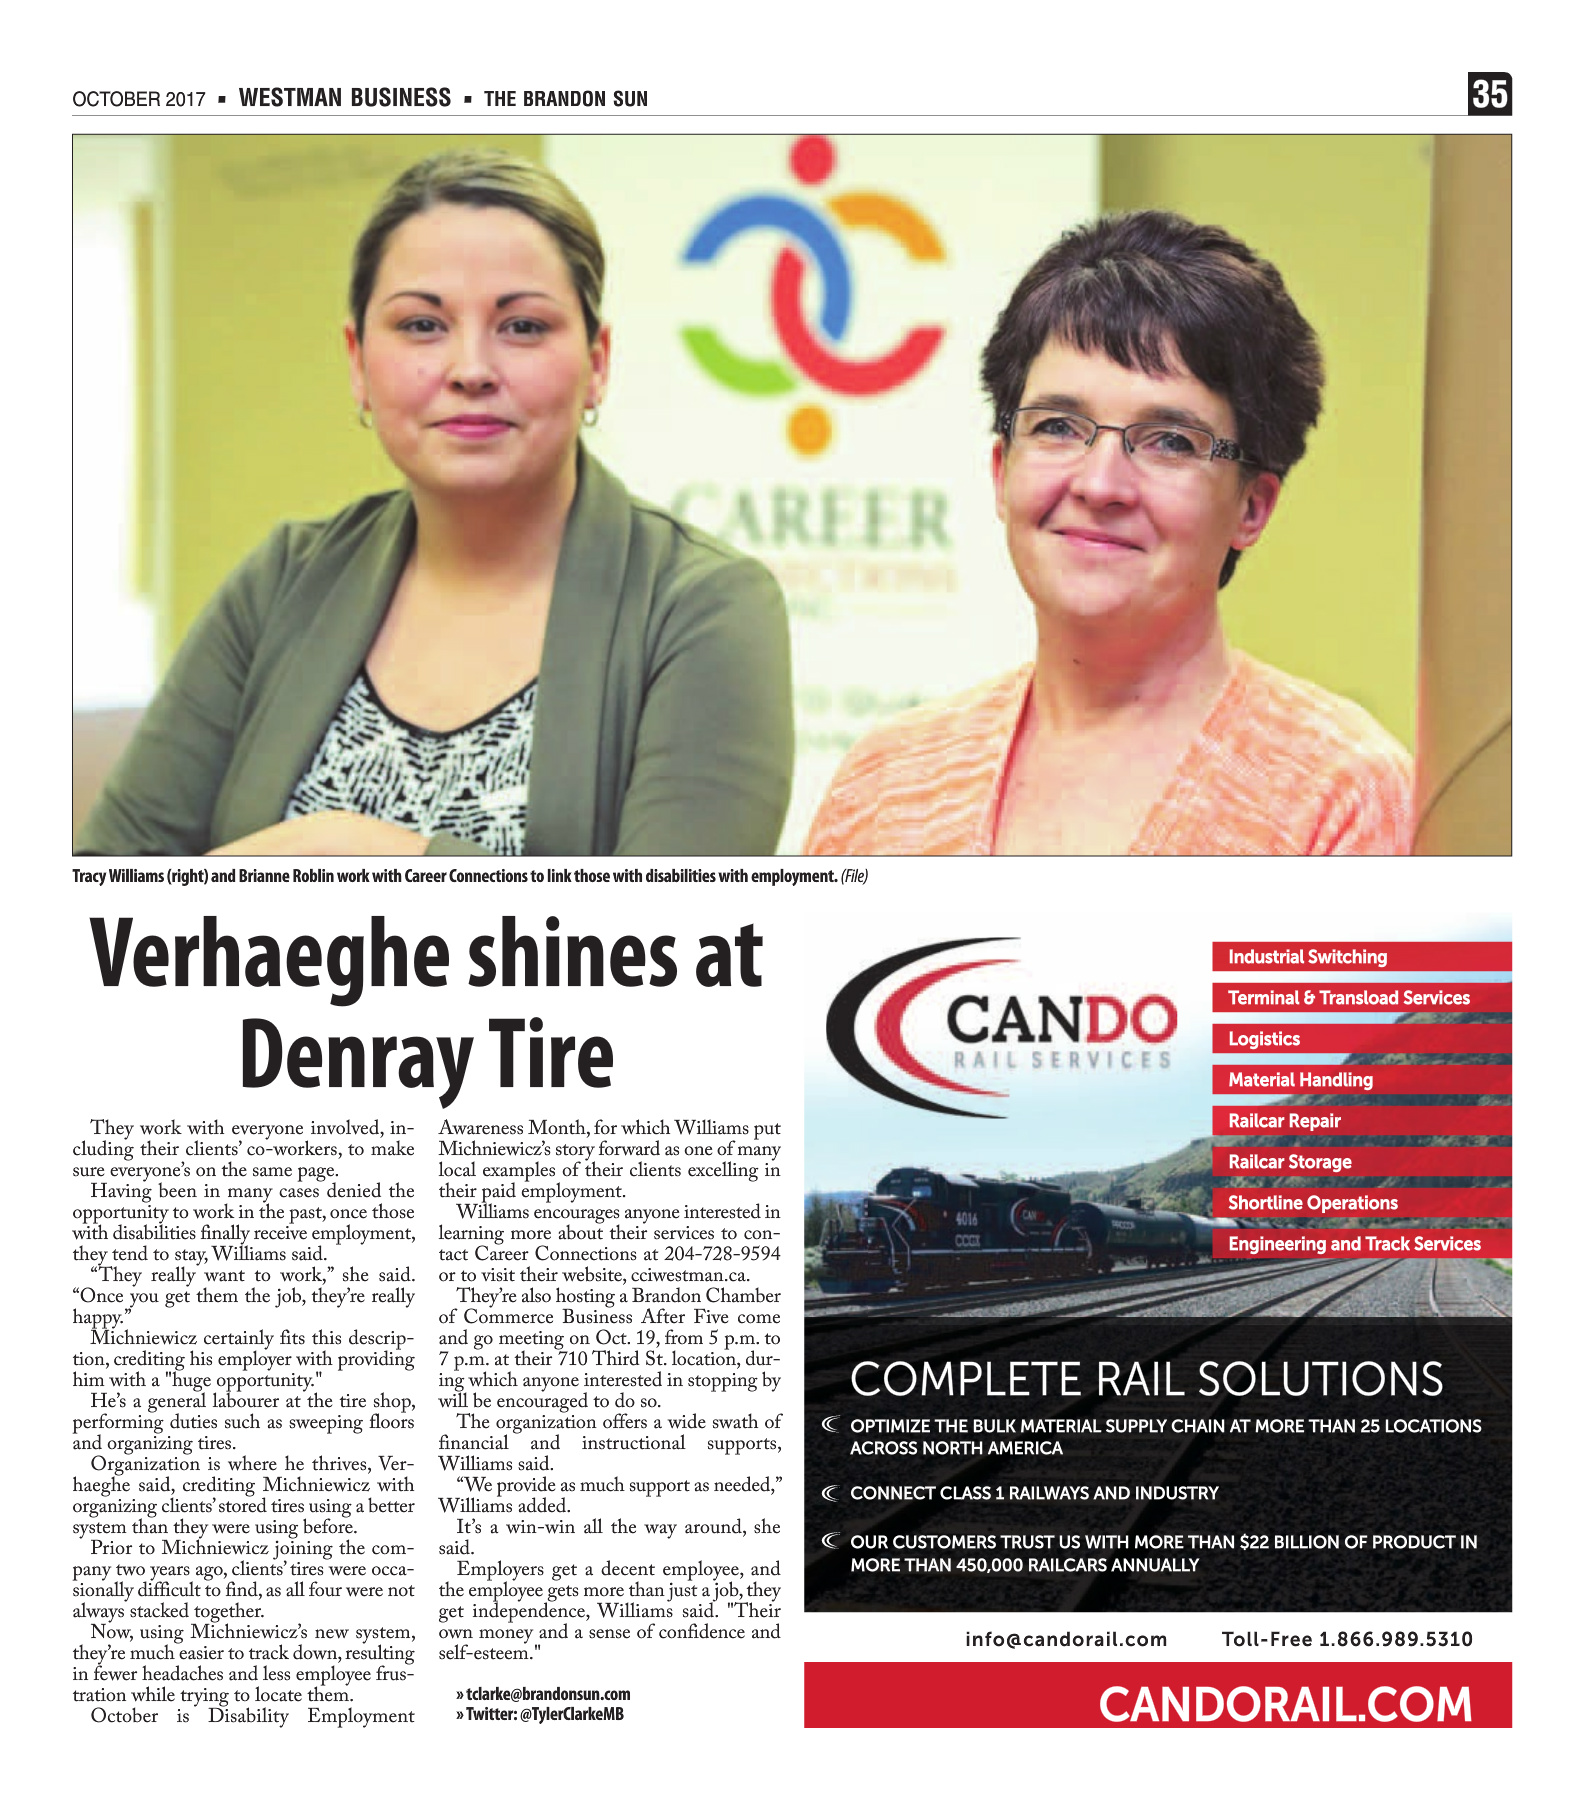 OCTOBER 2017 ▪ WESTMAN BUSINESS ▪ THE BRANDON SUN
35
CAREER
Tracy Williams (right) and Brianne Roblin work with Career Connections to link those with disabilities with employment. (File)
Verhaeghe shines at
Denray Tire
They work with everyone involved, in-
cluding their clients’ co-workers, to make
sure everyone’s on the same page.
Having been in many cases denied the
opportunity to work in the past, once those
with disabilities finally receive employment,
they tend to stay, Williams said.
“They really want to work,” she said.
“Once you get them the job, they’re really
happy.”
Michniewicz certainly fits this descrip-
tion, crediting his employer with providing
him with a "huge opportunity."
He’s a general labourer at the tire shop,
performing duties such as sweeping floors
and organizing tires.
Organization is where he thrives, Ver-
haeghe said, crediting Michniewicz with
organizing clients’ stored tires using a better
system than they were using before.
Prior to Michniewicz joining the com-
pany two years ago, clients’ tires were occa-
sionally difficult to find, as all four were not
always stacked together.
Now, using Michniewicz’s new system,
they’re much easier to track down, resulting
in fewer headaches and less employee frus-
tration while trying to locate them.
October is Disability Employment
Awareness Month, for which Williams put
Michniewicz’s story forward as one of many
local examples of their clients excelling in
their paid employment.
Williams encourages anyone interested in
learning more about their services to con-
tact Career Connections at 204-728-9594
or to visit their website, cciwestman.ca.
They’re also hosting a Brandon Chamber
of Commerce Business After Five come
and go meeting on Oct. 19, from 5 p.m. to
7 p.m. at their 710 Third St. location, dur-
ing which anyone interested in stopping by
will be encouraged to do so.
The organization offers a wide swath of
financial and instructional supports,
Williams said.
“We provide as much support as needed,”
Williams added.
It’s a win-win all the way around, she
said.
Employers get a decent employee, and
the employee gets more than just a job, they
get independence, Williams said. "Their
own money and a sense of confidence and
self-esteem."
» tclarke@brandonsun.com
» Twitter: @TylerClarkeMB
CANDO
RAIL SERVICES
Industrial Switching
Terminal & Transload Services
Logistics
Material Handling
Railcar Repair
Railcar Storage
Shortline Operations
Engineering and Track Services
4016
CCGX
CANDO
COMPLETE RAIL SOLUTIONS
OPTIMIZE THE BULK MATERIAL SUPPLY CHAIN AT MORE THAN 25 LOCATIONS
ACROSS NORTH AMERICA
CONNECT CLASS 1 RAILWAYS AND INDUSTRY
OUR CUSTOMERS TRUST US WITH MORE THAN $22 BILLION OF PRODUCT IN
MORE THAN 450,000 RAILCARS ANNUALLY
info@candorail.com Toll-Free 1.866.989.5310
CANDORAIL.COM